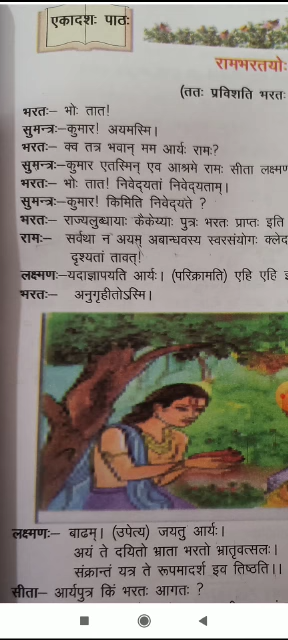 एकादशः पाठः
रामभरतयोः
(ततः प्रविशति भरतः
भरतः– भोः तात!
सुमन्त्रः–कुमार! अयमस्मि।
भरतः– क्व तत्र भवान् मम आर्यः रामः?
सुमन्त्रः–कुमार एतस्मिन् एव आश्रमे रामः सीता लक्ष्मण
भरतः– भोः तात! निवेद्यतां निवेद्यताम्।
सुमन्त्रः–कुमार! किमिति निवेद्यते ?
भरतः– राज्यलुब्धायाः कैकेय्याः पुत्रः भरतः प्राप्तः इति
रामः– सर्वथा न अयम् अबान्धवस्य स्वरसंयोगः क्लेद
दृश्यतां तावत्!
लक्ष्मणः–यदाज्ञापयति आर्यः। (परिक्रामति) एहि एहि
भरतः– अनुगृहीतोऽस्मि।
लक्ष्मणः– बाढम्। (उपेत्य) जयतु आर्यः।
अयं ते दयितो भ्राता भरतो भ्रातृवत्सलः।
संक्रान्तं यत्र ते रूपमादर्श इव तिष्ठति।।
सीता– आर्यपुत्र किं भरतः आगतः ?